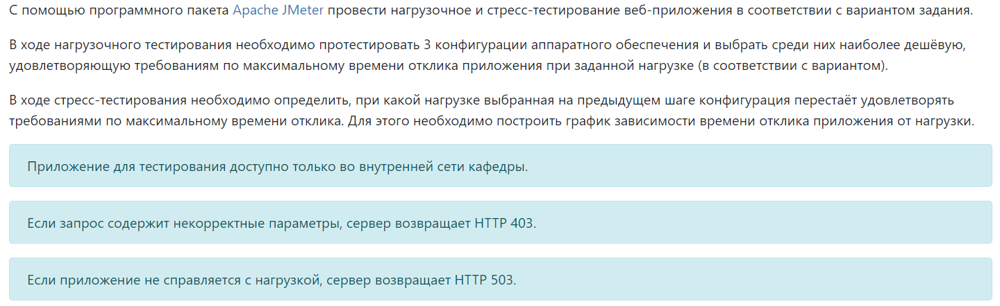 С помощью программного пакета Apache JMeter провести нагрузочное и стресс-тестирование веб-приложения в соответствии с вариантом задания.
В ходе нагрузочного тестирования необходимо протестировать 3 конфигурации аппаратного обеспечения и выбрать среди них наиболее дешёвую,
удовлетворяющую требованиям по максимальному времени отклика приложения при заданной нагрузке (в соответствии с вариантом).
В ходе стресс-тестирования необходимо определить, при какой нагрузке выбранная на предыдущем шаге конфигурация перестаёт удовлетворять
требованиями по максимальному времени отклика. Для этого необходимо построить график зависимости времени отклика приложения от нагрузки.
Приложение для тестирования доступно только во внутренней сети кафедры.
Если запрос содержит некорректные параметры, сервер возвращает HTTP 403.
Если приложение не справляется с нагрузкой, сервер возвращает HTTP 503.